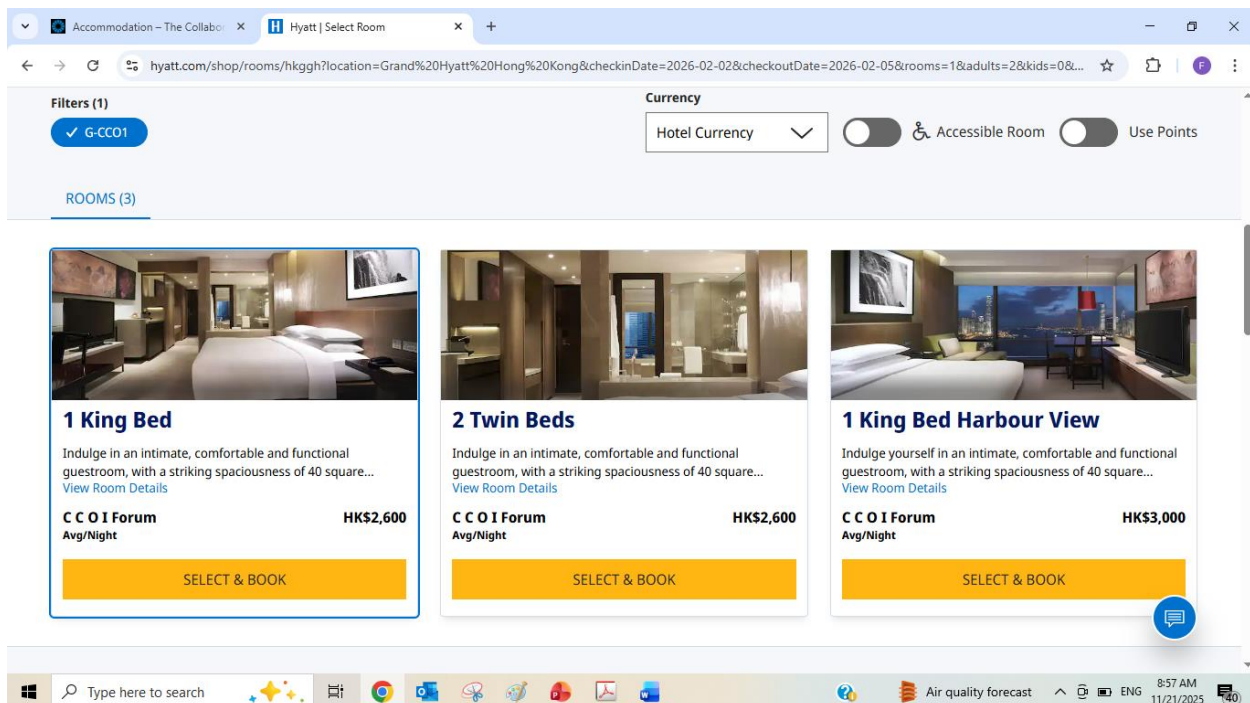 Accommodation – The Collabo
Hyatt | Select Room
hyatt.com/shop/rooms/hkggh?location=Grand%20Hyatt%20Hong%20Kong&checkinDate=2026-02-02&checkoutDate=2026-02-05&rooms=1&adults=2&kids=0&...
F
Filters (1)
G-CCO1
Currency
Hotel Currency
Accessible Room
Use Points
ROOMS (3)
1 King Bed
Indulge in an intimate, comfortable and functional
guestroom, with a striking spaciousness of 40 square...
View Room Details
C C O I Forum HK$2,600
Avg/Night
SELECT & BOOK
2 Twin Beds
Indulge in an intimate, comfortable and functional
guestroom, with a striking spaciousness of 40 square...
View Room Details
C C O I Forum HK$2,600
Avg/Night
SELECT & BOOK
1 King Bed Harbour View
Indulge yourself in an intimate, comfortable and functional
guestroom, with a striking spaciousness of 40 square...
View Room Details
C C O I Forum HK$3,000
Avg/Night
SELECT & BOOK
Type here to search
Air quality forecast
ENG
8:57 AM
11/21/2025
40